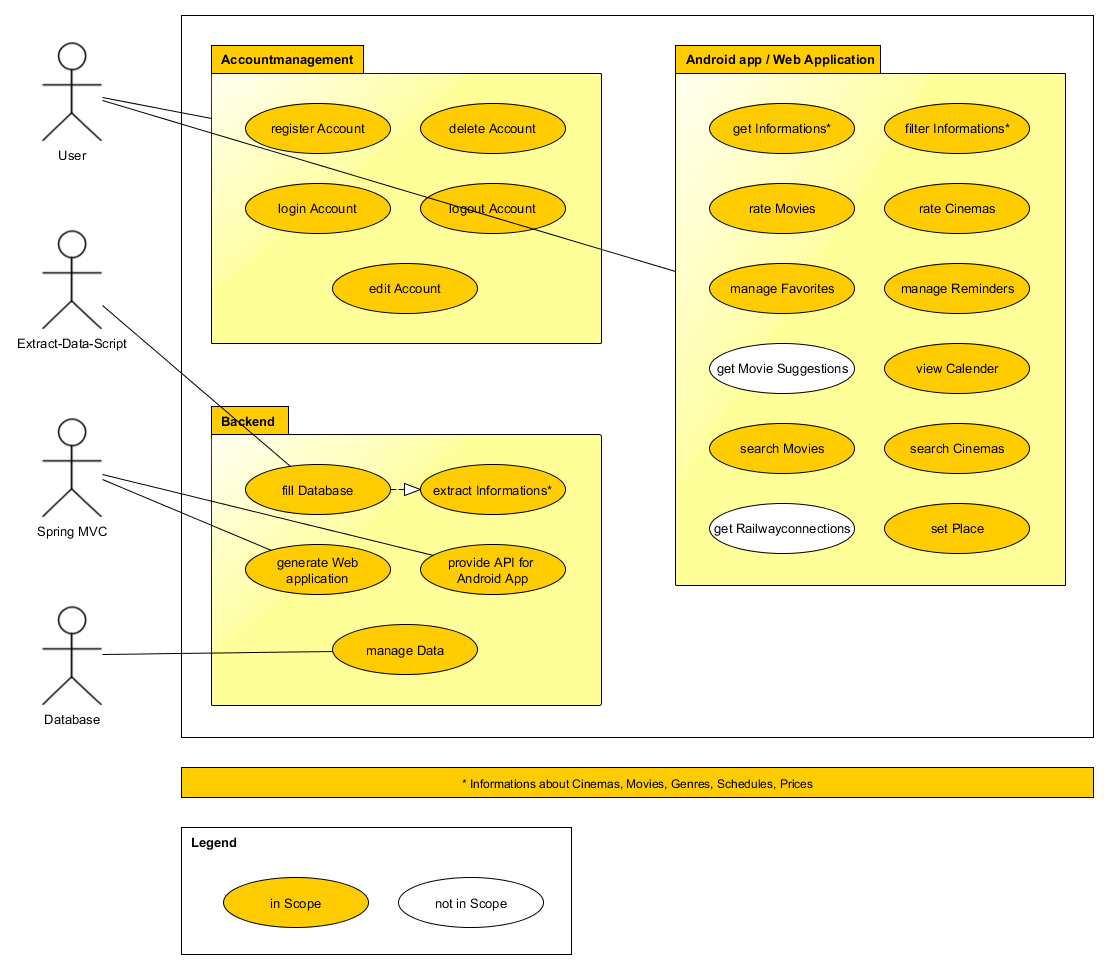 User
Extract-Data-Script
Spring MVC
Database
Accountmanagement
register Account
delete Account
login Account
logout Account
edit Account
Backend
fill Database
extract Informations*
generate Web
application
provide API for
Android App
manage Data
Android app / Web Application
get Informations*
filter Informations*
rate Movies
rate Cinemas
manage Favorites
manage Reminders
get Movie Suggestions
view Calender
search Movies
search Cinemas
get Railwayconnections
set Place
* Informations about Cinemas, Movies, Genres, Schedules, Prices
Legend
in Scope
not in Scope